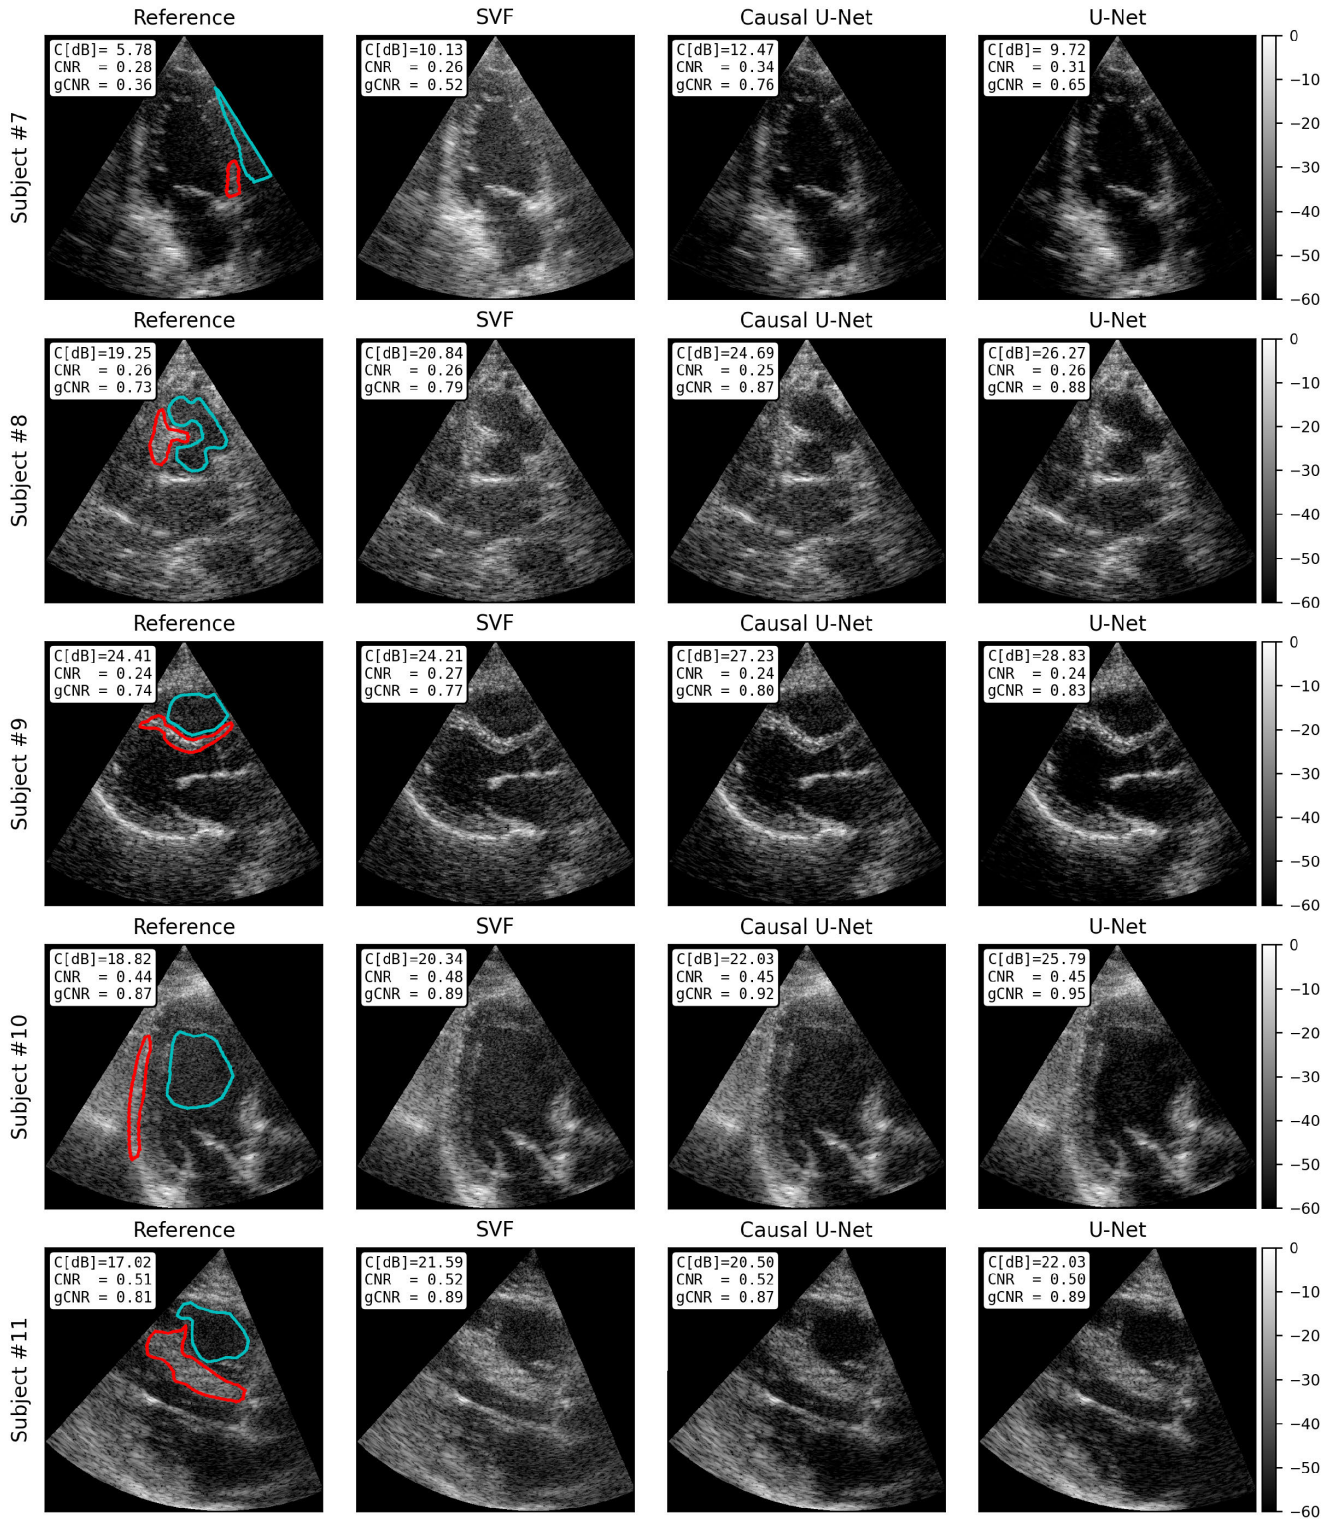 Reference SVF Causal U-Net U-Net
Subject #7
C[dB]= 5.78
CNR = 0.28
gCNR = 0.36
C[dB]=10.13
CNR = 0.26
gCNR = 0.52
C[dB]=12.47
CNR = 0.34
gCNR = 0.76
C[dB]= 9.72
CNR = 0.31
gCNR = 0.65
0
−10
−20
−30
−40
−50
−60
Reference SVF Causal U-Net U-Net
Subject #8
C[dB]=19.25
CNR = 0.26
gCNR = 0.73
C[dB]=20.84
CNR = 0.26
gCNR = 0.79
C[dB]=24.69
CNR = 0.25
gCNR = 0.87
C[dB]=26.27
CNR = 0.26
gCNR = 0.88
0
−10
−20
−30
−40
−50
−60
Reference SVF Causal U-Net U-Net
Subject #9
C[dB]=24.41
CNR = 0.24
gCNR = 0.74
C[dB]=24.21
CNR = 0.27
gCNR = 0.77
C[dB]=27.23
CNR = 0.24
gCNR = 0.80
C[dB]=28.83
CNR = 0.24
gCNR = 0.83
0
−10
−20
−30
−40
−50
−60
Reference SVF Causal U-Net U-Net
Subject #10
C[dB]=18.82
CNR = 0.44
gCNR = 0.87
C[dB]=20.34
CNR = 0.48
gCNR = 0.89
C[dB]=22.03
CNR = 0.45
gCNR = 0.92
C[dB]=25.79
CNR = 0.45
gCNR = 0.95
0
−10
−20
−30
−40
−50
−60
Reference SVF Causal U-Net U-Net
Subject #11
C[dB]=17.02
CNR = 0.51
gCNR = 0.81
C[dB]=21.59
CNR = 0.52
gCNR = 0.89
C[dB]=20.50
CNR = 0.52
gCNR = 0.87
C[dB]=22.03
CNR = 0.50
gCNR = 0.89
0
−10
−20
−30
−40
−50
−60